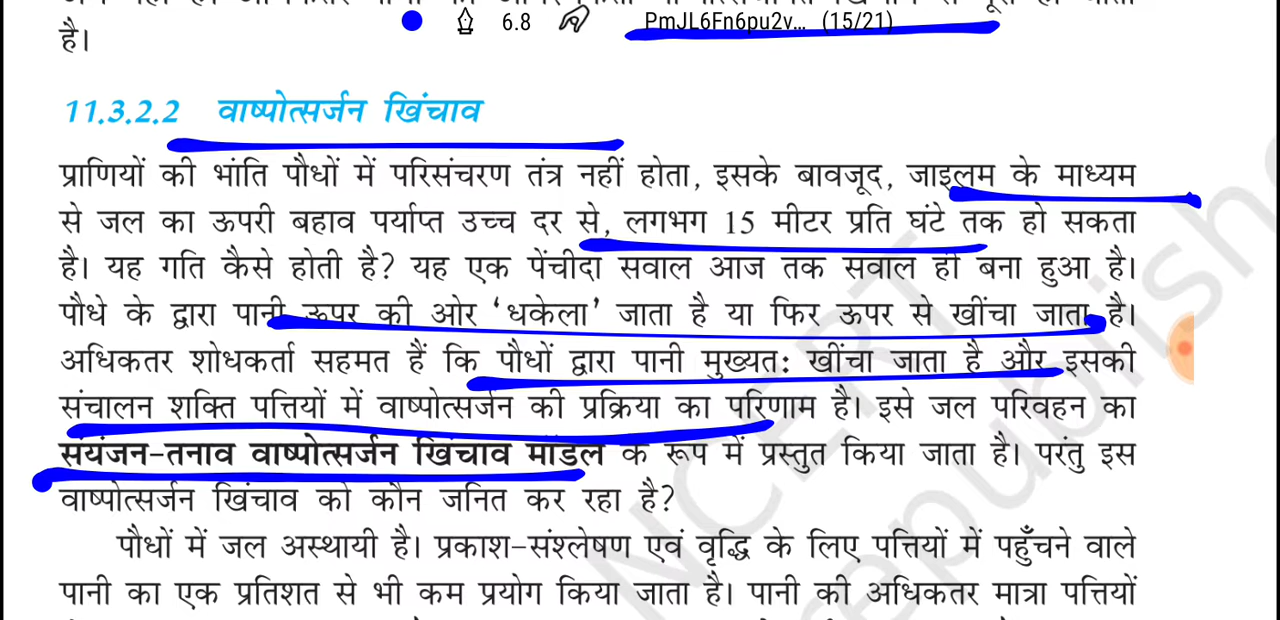 6.8 PmJL6Fn6pu2v... (15/21)
है।
11.3.2.2 वाष्पोत्सर्जन खिंचाव
प्राणियों की भांति पौधों में परिसंचरण तंत्र नहीं होता, इसके बावजूद, जाइलम के माध्यम
से जल का ऊपरी बहाव पर्याप्त उच्च दर से, लगभग 15 मीटर प्रति घंटे तक हो सकता
है। यह गति कैसे होती है? यह एक पेंचीदा सवाल आज तक सवाल ही बना हुआ है।
पौधे के द्वारा पानी ऊपर की ओर ‘धकेला’ जाता है या फिर ऊपर से खींचा जाता है।
अधिकतर शोधकर्ता सहमत हैं कि पौधों द्वारा पानी मुख्यतः खींचा जाता है और इसकी
संचालन शक्ति पत्तियों में वाष्पोत्सर्जन की प्रक्रिया का परिणाम है। इसे जल परिवहन का
संयंजन-तनाव वाष्पोत्सर्जन खिंचाव मॉडल के रूप में प्रस्तुत किया जाता है। परंतु इस
वाष्पोत्सर्जन खिंचाव को कौन जनित कर रहा है?
पौधों में जल अस्थायी है। प्रकाश-संश्लेषण एवं वृद्धि के लिए पत्तियों में पहुँचने वाले
पानी का एक प्रतिशत से भी कम प्रयोग किया जाता है। पानी की अधिकतर मात्रा पत्तियों
NCERT
republishe